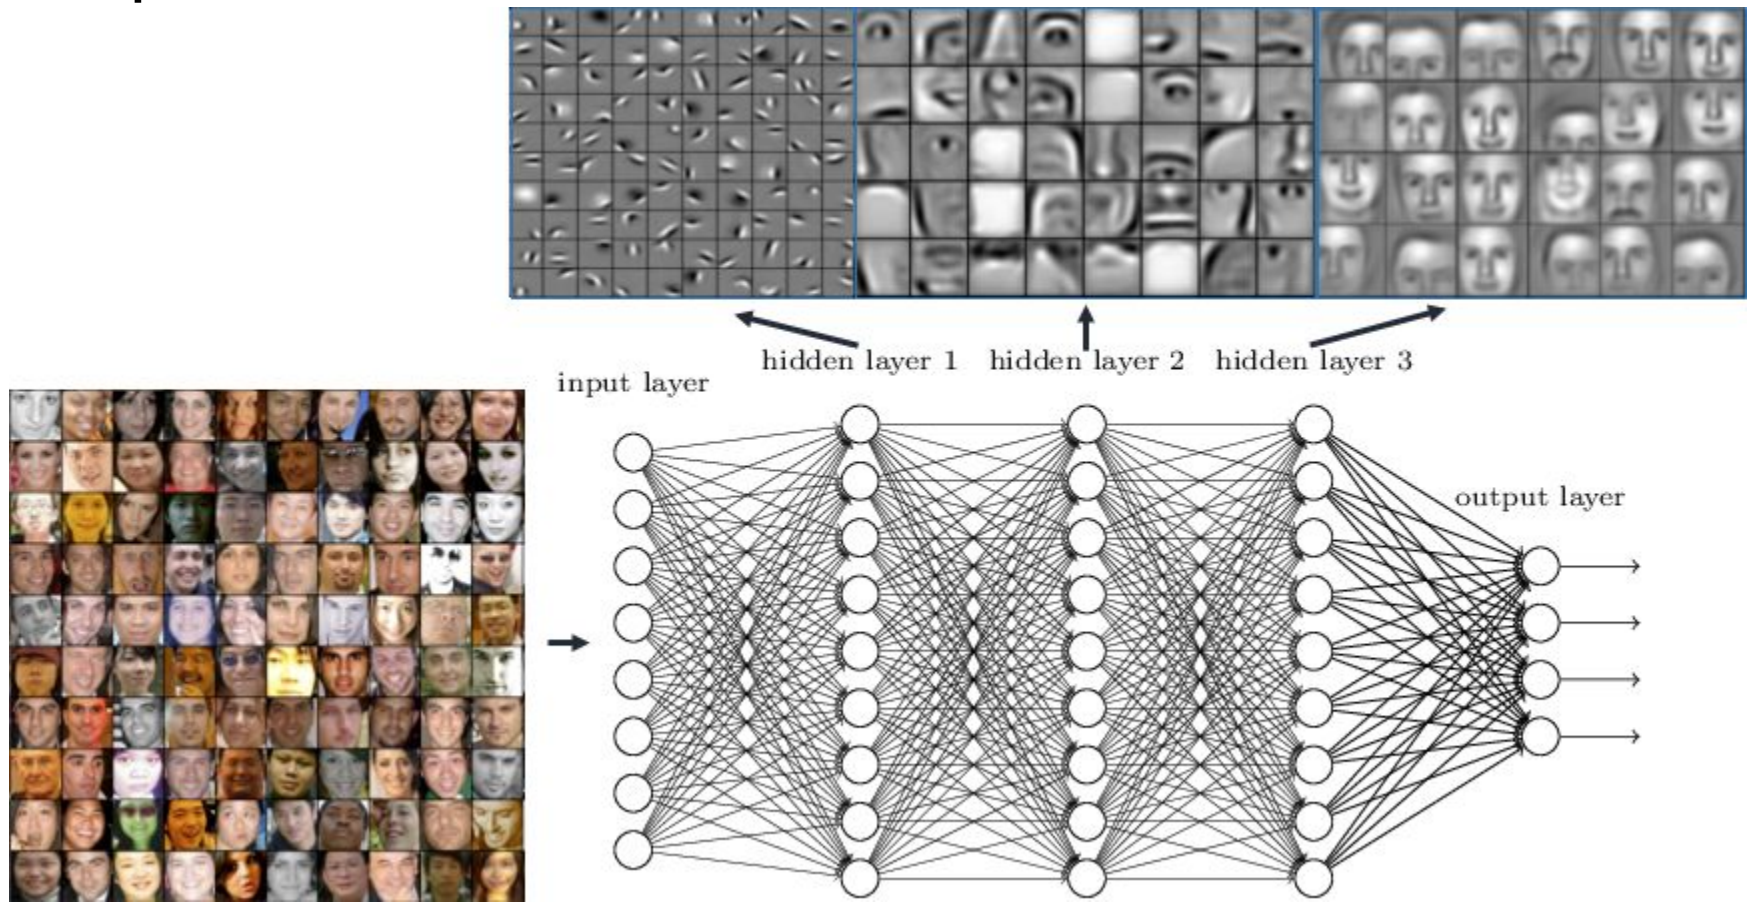 hidden layer 1 hidden layer 2 hidden layer 3
input layer
output layer